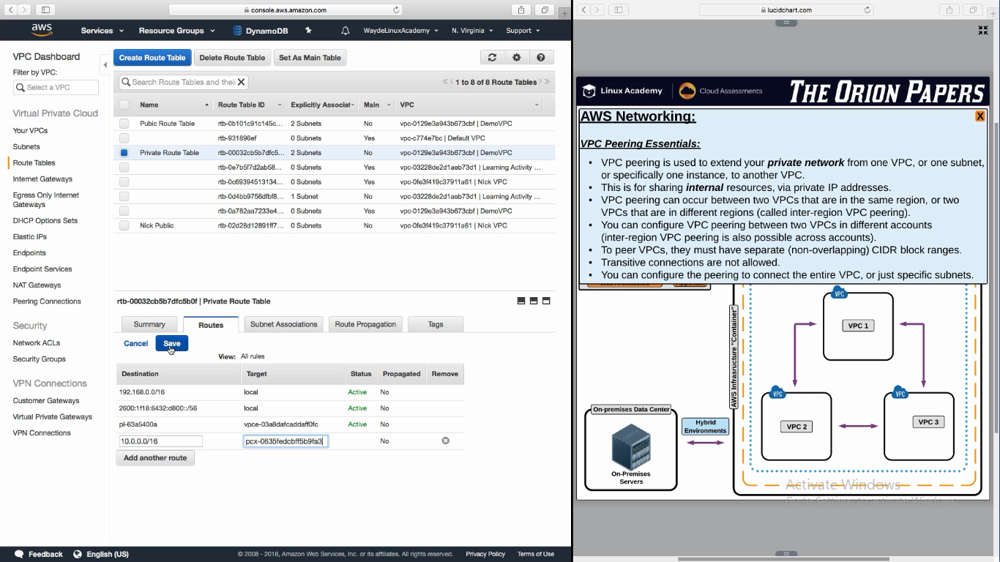 console.aws.amazon.com
aws
Services
Resource Groups
DynamoDB
WaydeLinuxAcademy
N. Virginia
Support
VPC Dashboard
Filter by VPC:
Select a VPC
Virtual Private Cloud
Your VPCs
Subnets
Route Tables
Internet Gateways
Egress Only Internet
Gateways
DHCP Options Sets
Elastic IPs
Endpoints
Endpoint Services
NAT Gateways
Peering Connections
Security
Network ACLs
Security Groups
VPN Connections
Customer Gateways
Virtual Private Gateways
VPN Connections
Create Route Table
Delete Route Table
Set As Main Table
Search Route Tables and thei
1 to 8 of 8 Route Tables
Name Route Table ID Explicitly Associat Main VPC
Pubic Route Table rtb-0b101c91c145c... 2 Subnets No vpc-0129e3a943b673cbf | DemoVPC
rtb-931896ef 0 Subnets Yes vpc-c774e7bc | Default VPC
Private Route Table rtb-00032cb5b7dfc5... 2 Subnets No vpc-0129e3a943b673cbf | DemoVPC
rtb-0e7b5f7d2ab58... 0 Subnets Yes vpc-03228de2d1aeb73d1 | Learning Activity ...
rtb-0c69394513134... 0 Subnets Yes vpc-0fe3f419c37911a61 | NIck VPC
rtb-0d4bb9756dfbf8... 1 Subnet No vpc-03228de2d1aeb73d1 | Learning Activity ...
rtb-0a782aa7233e4... 0 Subnets Yes vpc-0129e3a943b673cbf | DemoVPC
Nick Public rtb-02d28d12891ff7... 0 Subnets No vpc-0fe3f419c37911a61 | NIck VPC
rtb-00032cb5b7dfc5b0f | Private Route Table
Summary
Routes
Subnet Associations
Route Propagation
Tags
Cancel
Save
View: All rules
Destination Target Status Propagated Remove
192.168.0.0/16 local Active No
2600:1f18:6432:d800::/56 local Active No
pl-63a5400a vpce-03a8dafcaddaff0fc Active No
10.0.0.0/16 pcx-0635fedcbff5b9fa3 No
Add another route
Feedback
English (US)
© 2008 - 2018, Amazon Web Services, Inc. or its affiliates. All rights reserved.
Privacy Policy
Terms of Use
lucidchart.com
Linux Academy
Cloud Assessments
THE ORION PAPERS
AWS Networking:
X
VPC Peering Essentials:
• VPC peering is used to extend your private network from one VPC, or one subnet,
or specifically one instance, to another VPC.
• This is for sharing internal resources, via private IP addresses.
• VPC peering can occur between two VPCs that are in the same region, or two
VPCs that are in different regions (called inter-region VPC peering).
• You can configure VPC peering between two VPCs in different accounts
(inter-region VPC peering is also possible across accounts).
• To peer VPCs, they must have separate (non-overlapping) CIDR block ranges.
• Transitive connections are not allowed.
• You can configure the peering to connect the entire VPC, or just specific subnets.
VPC
VPC 1
VPC
VPC 2
VPC
VPC 3
AWS Infrasructure "Container"
On-premises Data Center
On-Premises
Servers
Hybrid
Environments
Activate Windows
Go to Settings to activate Windows.